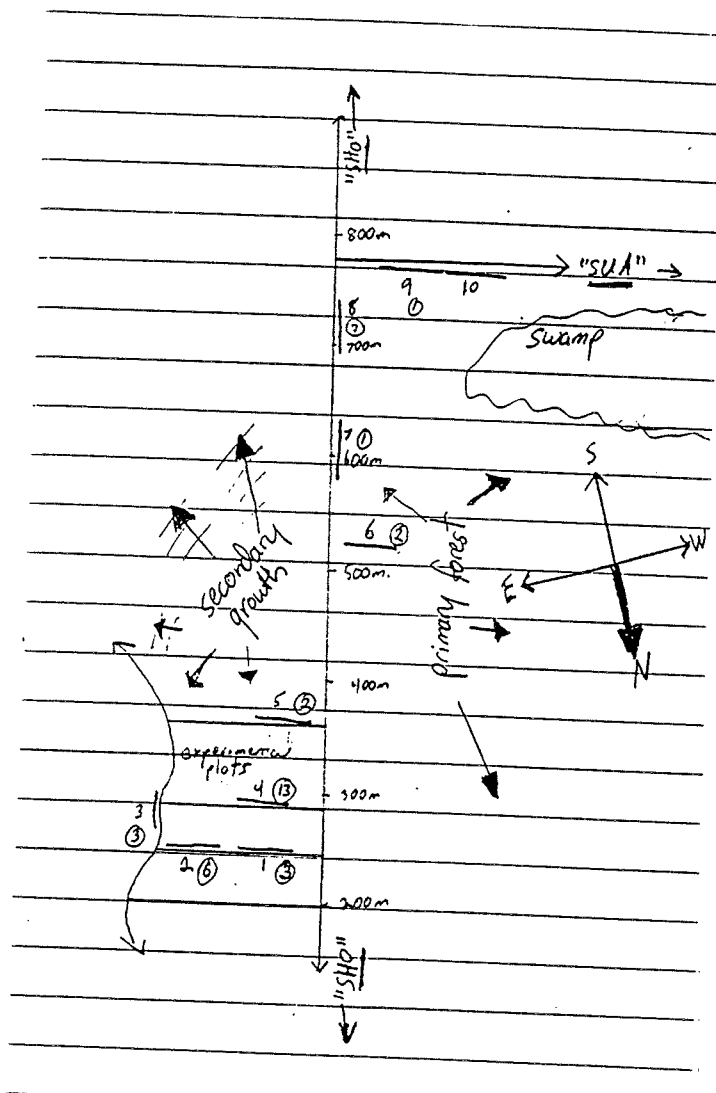 "SHO"
800m
"SUA"
9 10
①
8
②
700m
swamp
7 ①
600m
S
6 ②
W
500m.
secondary
growth
primary forest
E
N
400m
5 ②
experimental
plots
4 ⑬
300m
3
③
2 ⑥ 1 ③
200m
"SHO"